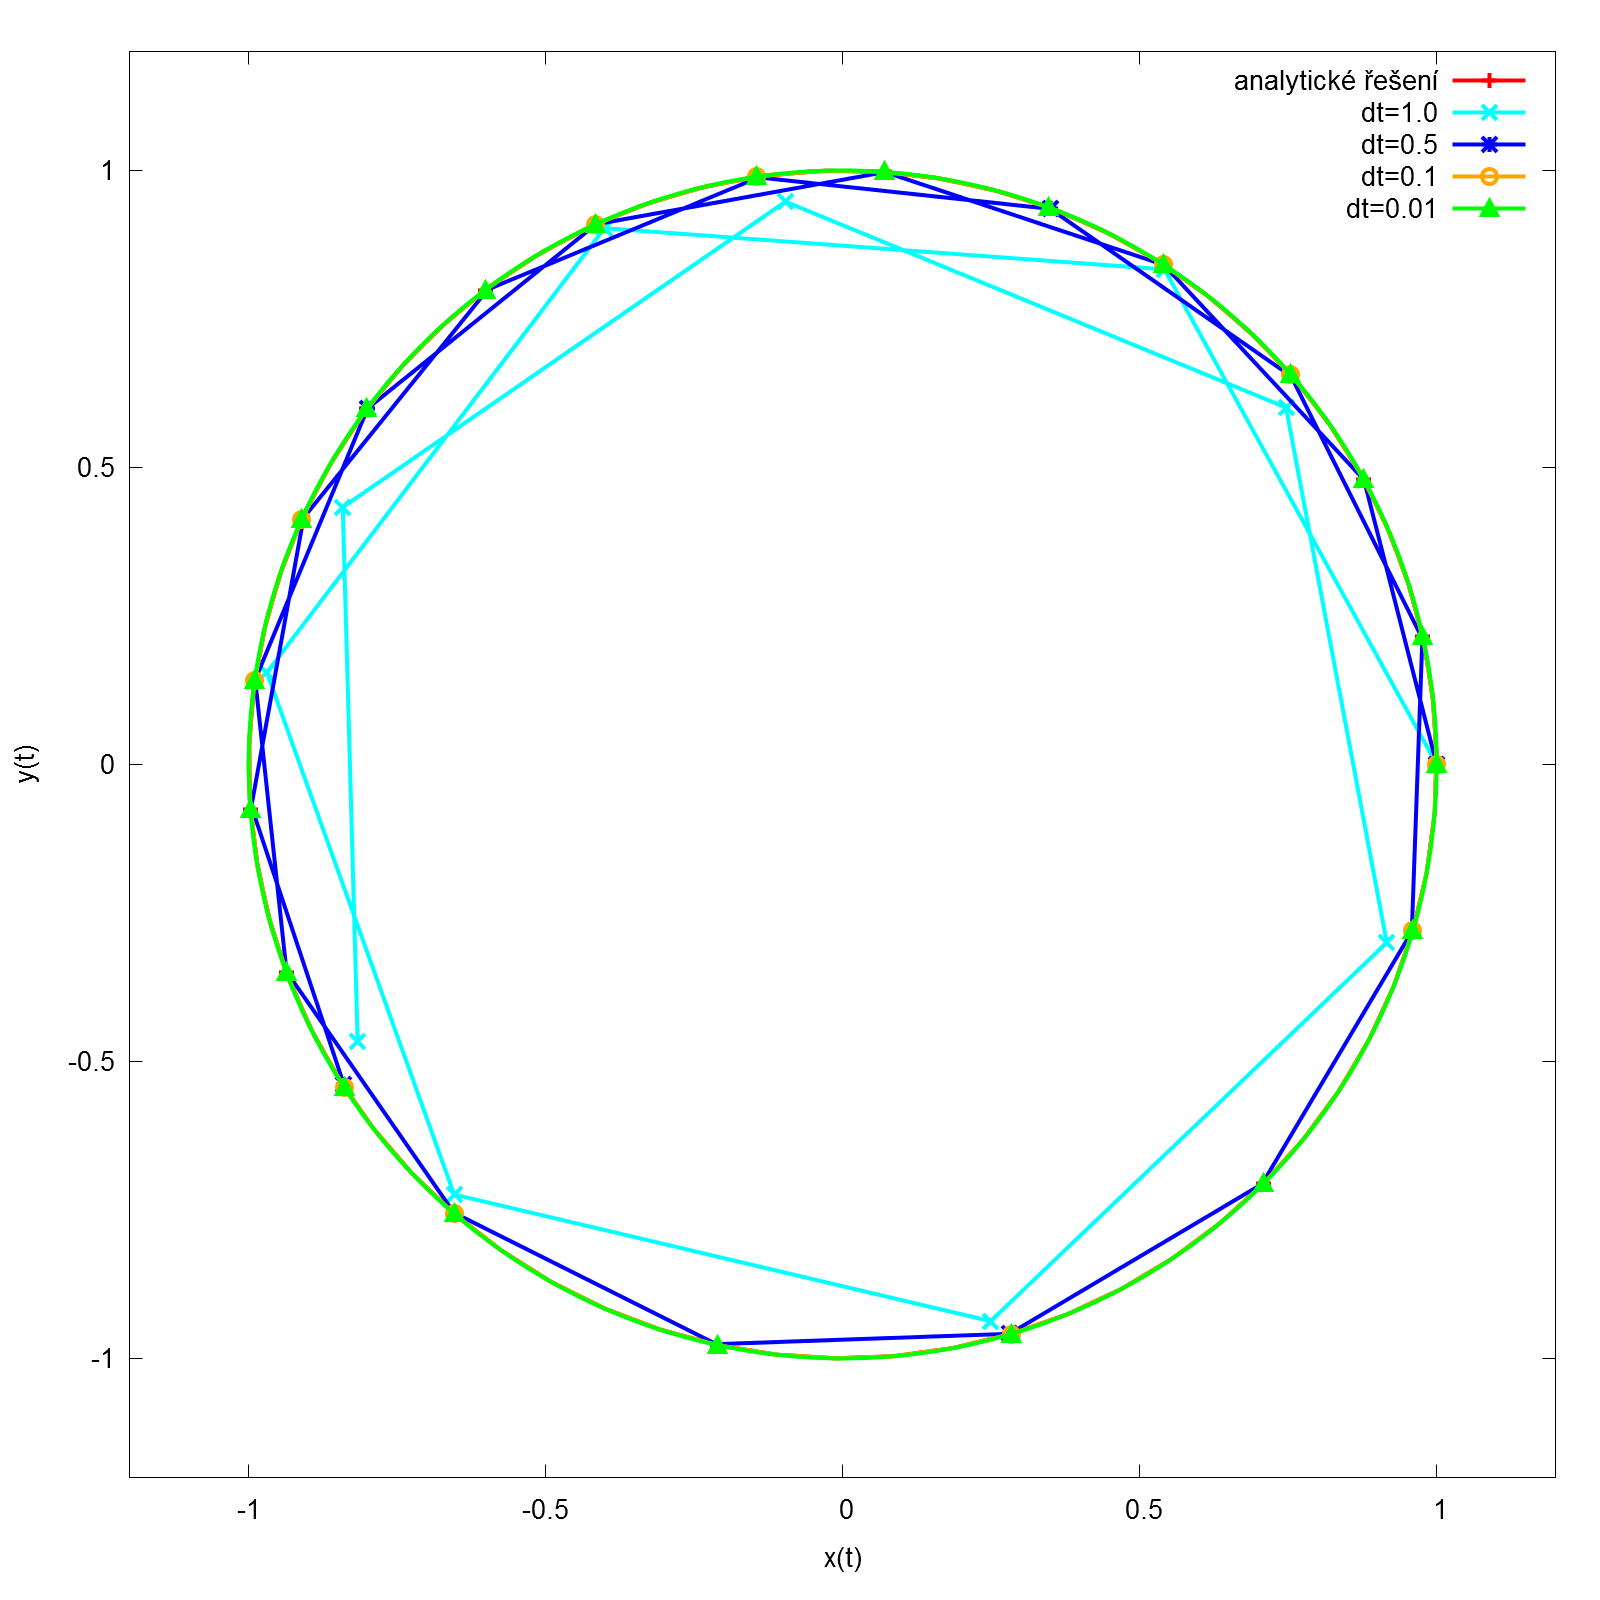 analytické řešení
dt=1.0
dt=0.5
dt=0.1
dt=0.01
1
0.5
0
-0.5
-1
y(t)
-1 -0.5 0 0.5 1
x(t)